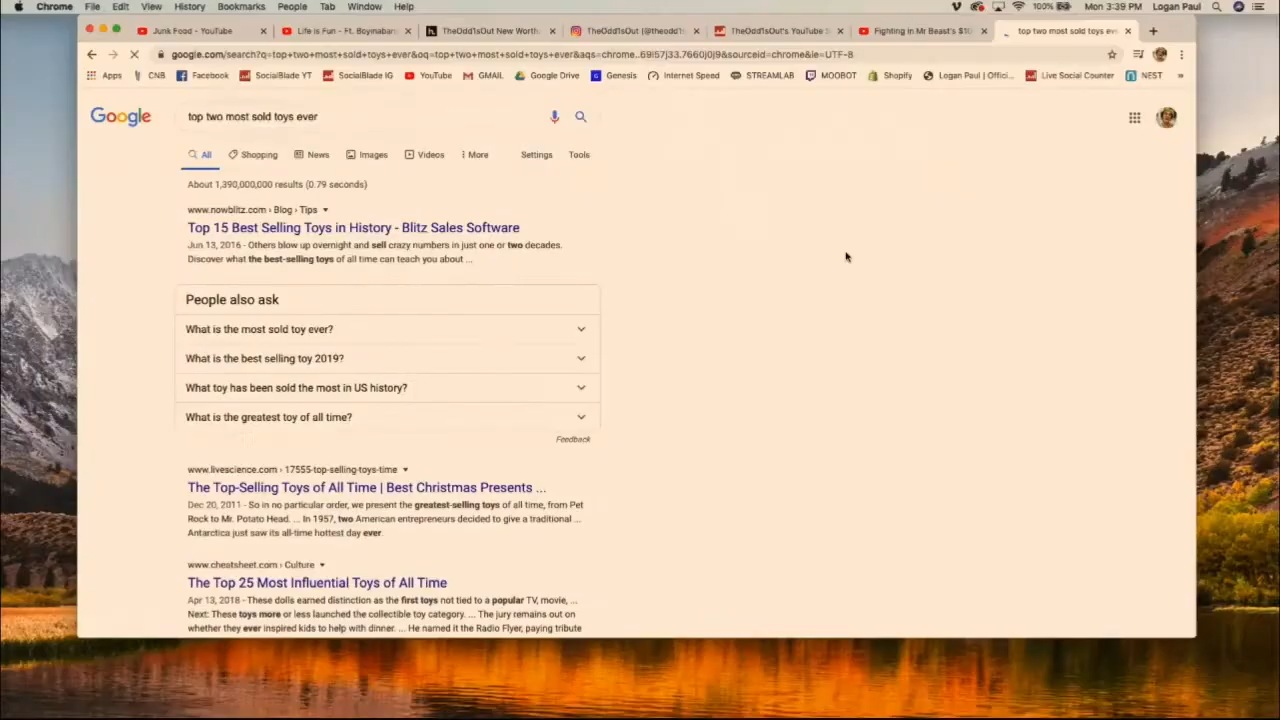 Chrome File Edit View History Bookmarks People Tab Window Help 100% Mon 3:39 PM Logan Paul
Junk Food - YouTube Life is Fun - Ft. Boyinaban TheOdd1sOut New Worth TheOdd1sOut (@theodd1s TheOdd1sOut's YouTube S Fighting in Mr Beast's $1 top two most sold toys eve
google.com/search?q=top+two+most+sold+toys+ever&oq=top+two+most+sold+toys+ever&aqs=chrome..69i57j33.7660j0j9&sourceid=chrome&ie=UTF-8
Apps CNB Facebook SocialBlade YT SocialBlade IG YouTube GMAIL Google Drive Genesis Internet Speed STREAMLAB MOOBOT Shopify Logan Paul | Offici... Live Social Counter NEST »
Google top two most sold toys ever
All Shopping News Images Videos More Settings Tools
About 1,390,000,000 results (0.79 seconds)
www.nowblitz.com › Blog › Tips
Top 15 Best Selling Toys in History - Blitz Sales Software
Jun 13, 2016 - Others blow up overnight and sell crazy numbers in just one or two decades.
Discover what the best-selling toys of all time can teach you about ...
People also ask
What is the most sold toy ever?
What is the best selling toy 2019?
What toy has been sold the most in US history?
What is the greatest toy of all time?
Feedback
www.livescience.com › 17555-top-selling-toys-time
The Top-Selling Toys of All Time | Best Christmas Presents ...
Dec 20, 2011 - So in no particular order, we present the greatest-selling toys of all time, from Pet
Rock to Mr. Potato Head. ... In 1957, two American entrepreneurs decided to give a traditional ...
Antarctica just saw its all-time hottest day ever.
www.cheatsheet.com › Culture
The Top 25 Most Influential Toys of All Time
Apr 13, 2018 - These dolls earned distinction as the first toys not tied to a popular TV, movie, ...
Next: These toys more or less launched the collectible toy category. ... The jury remains out on
whether they ever inspired kids to help with dinner. ... He named it the Radio Flyer, paying tribute